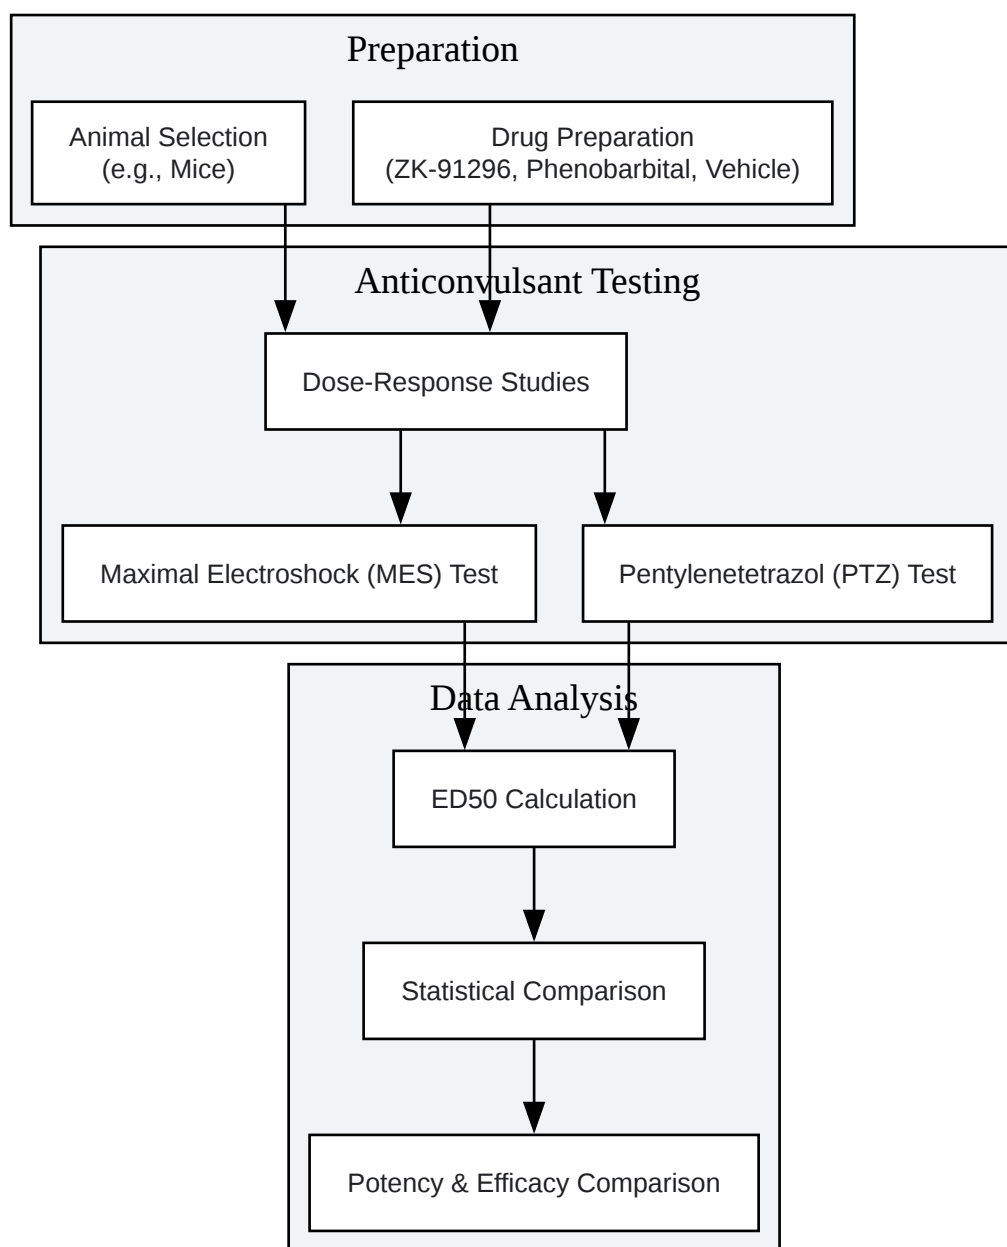 Preparation
Animal Selection
(e.g., Mice)
Drug Preparation
(ZK-91296, Phenobarbital, Vehicle)
Anticonvulsant Testing
Dose-Response Studies
Maximal Electroshock (MES) Test
Pentylenetetrazol (PTZ) Test
Data Analysis
ED50 Calculation
Statistical Comparison
Potency & Efficacy Comparison